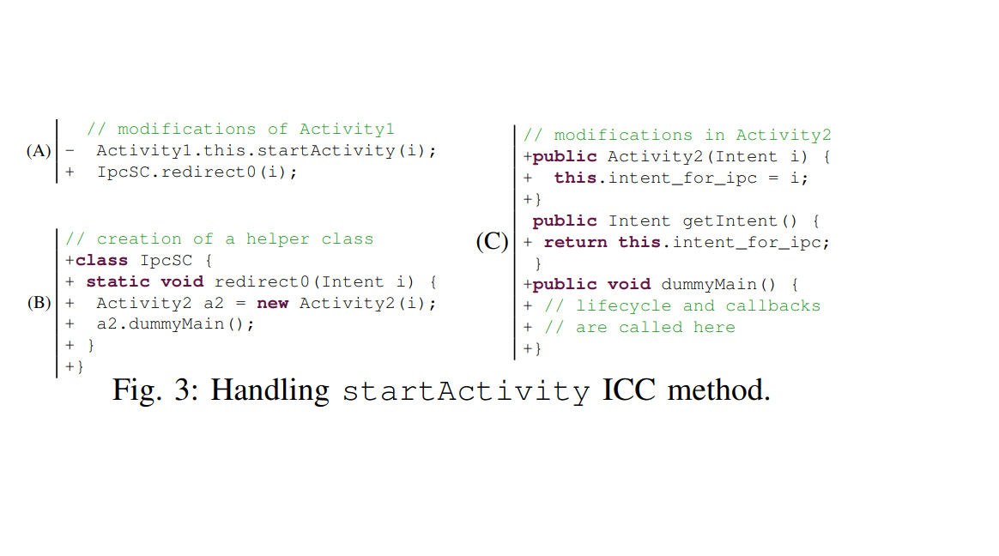 (A)
// modifications of Activity1
-  Activity1.this.startActivity(i);
+  IpcSC.redirect0(i);
(B)
// creation of a helper class
+class IpcSC {
+ static void redirect0(Intent i) {
+  Activity2 a2 = new Activity2(i);
+  a2.dummyMain();
+ }
+}
(C)
// modifications in Activity2
+public Activity2(Intent i) {
+  this.intent_for_ipc = i;
+}
public Intent getIntent() {
+ return this.intent_for_ipc;
}
+public void dummyMain() {
+ // lifecycle and callbacks
+ // are called here
+}
Fig. 3: Handling startActivity ICC method.